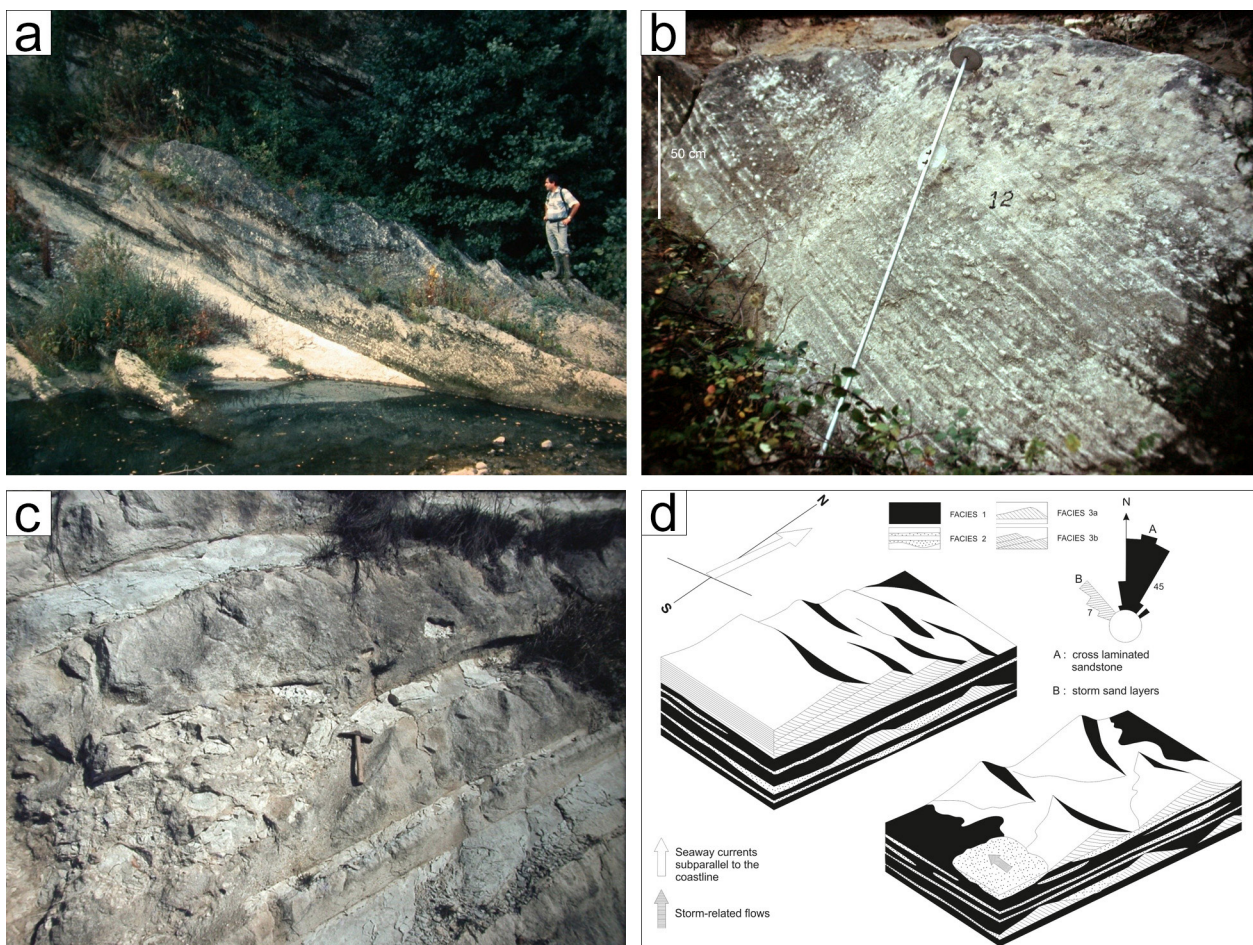 a
b
50 cm
12
c
d
N
S
FACIES 1
FACIES 3a
FACIES 2
FACIES 3b
N
A
B
45
7
A : cross laminated
sandstone
B : storm sand layers
Seaway currents
subparallel to the
coastline
Storm-related flows